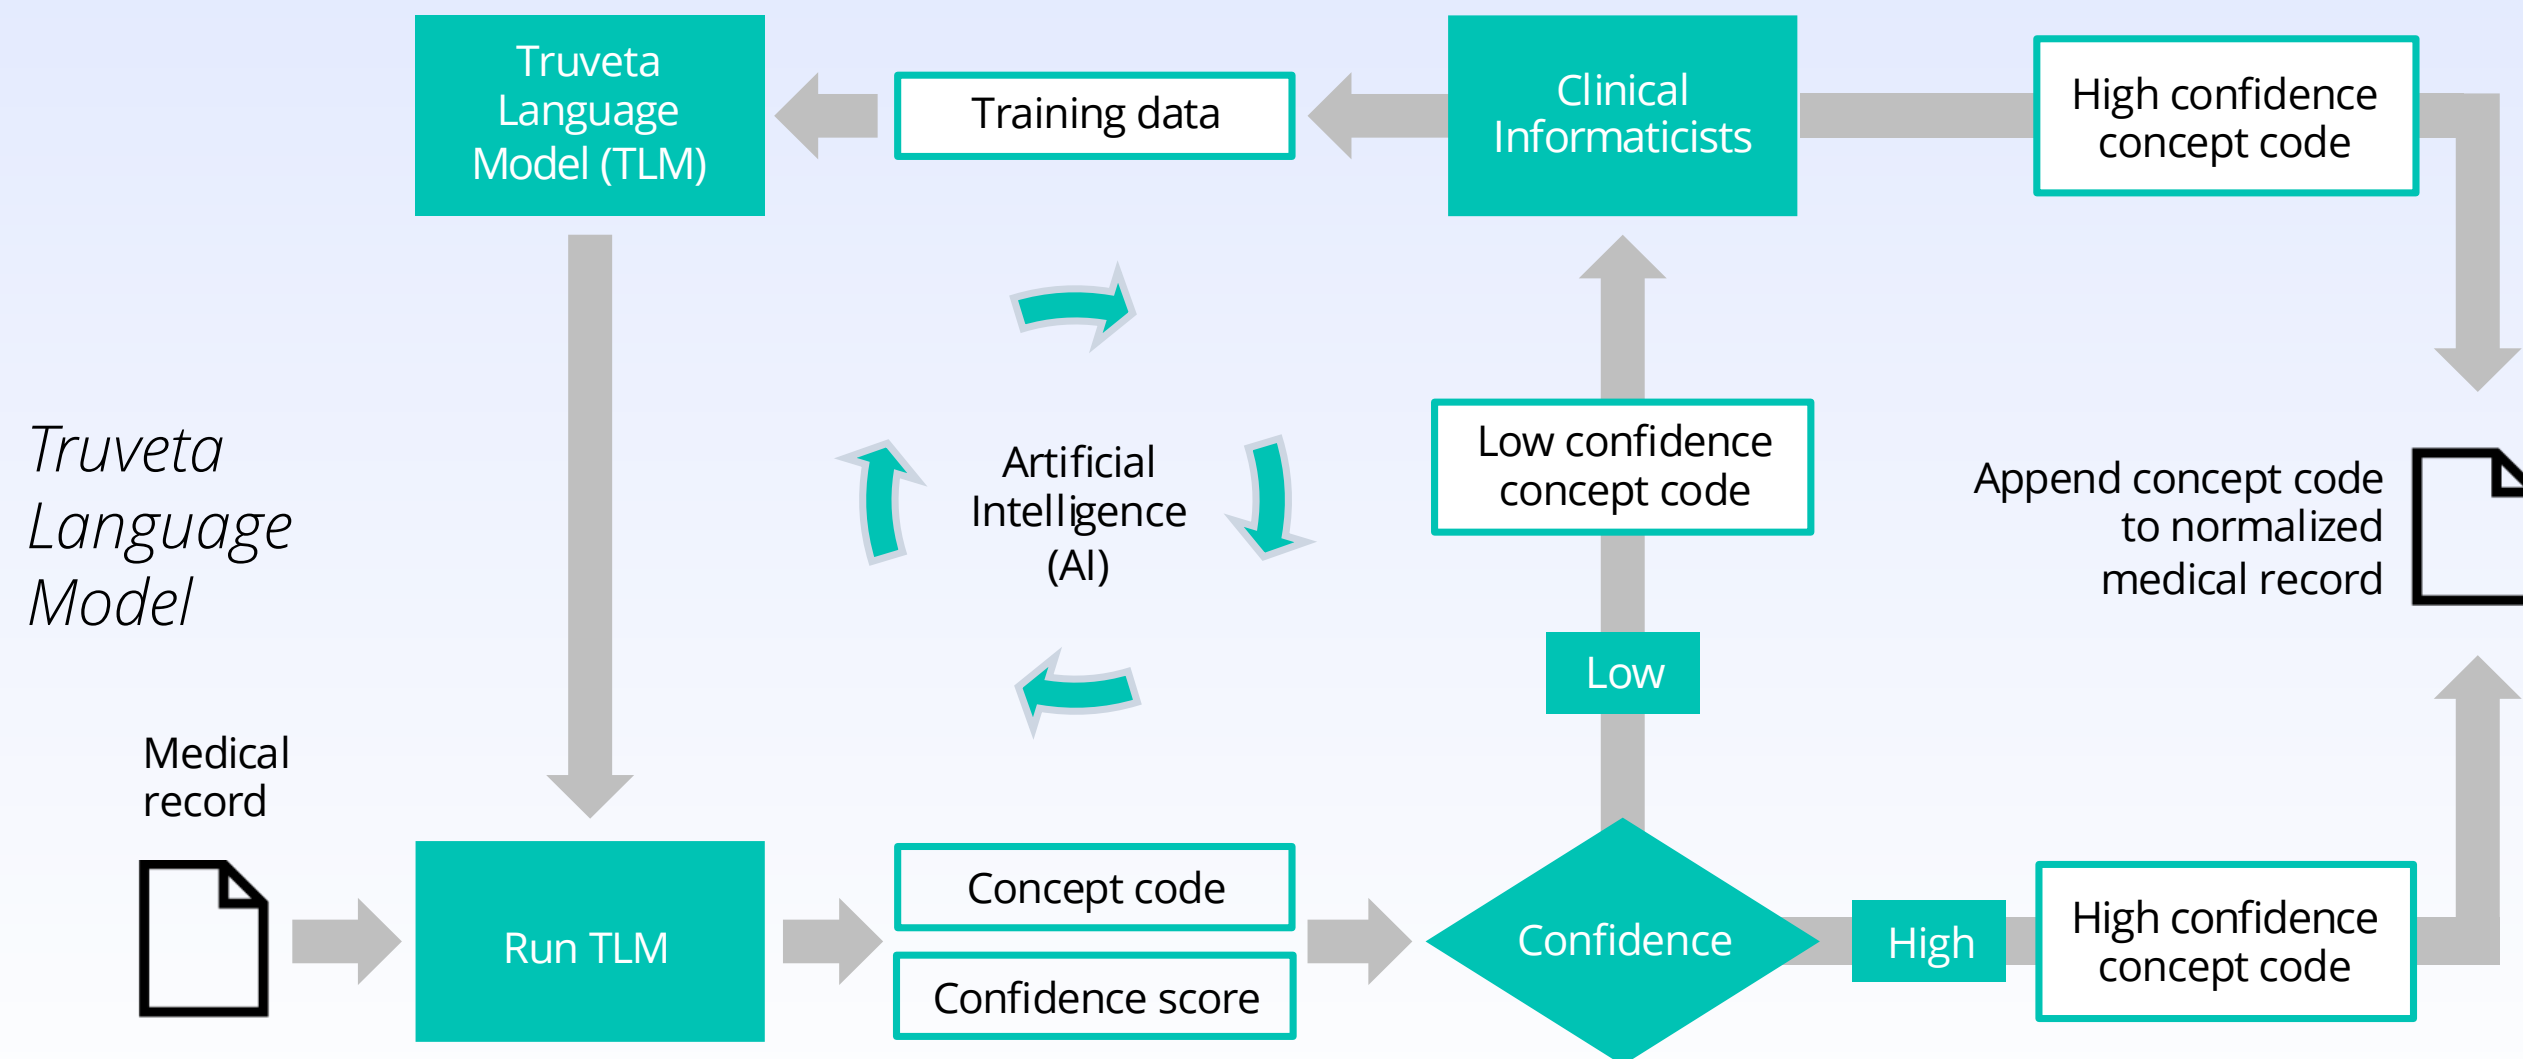 Truveta
Language
Model (TLM)
Training data
Clinical
Informaticists
High confidence
concept code
Truveta
Language
Model
Artificial
Intelligence
(AI)
Low confidence
concept code
Append concept code
to normalized
medical record
Low
Medical
record
Run TLM
Concept code
Confidence score
Confidence
High
High confidence
concept code